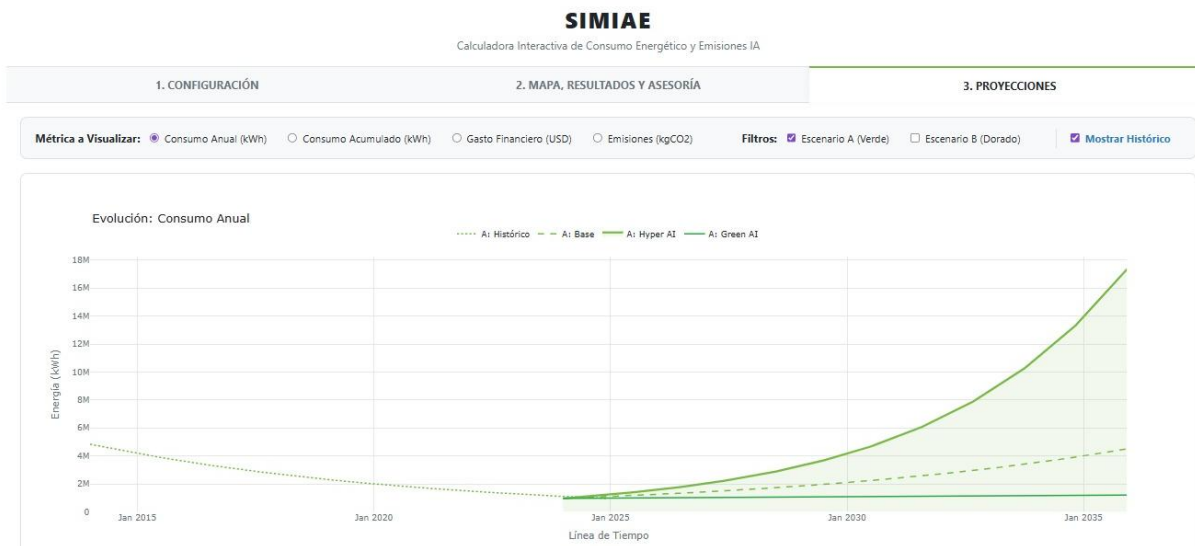 SIMIAE
Calculadora Interactiva de Consumo Energético y Emisiones IA
1. CONFIGURACIÓN
2. MAPA, RESULTADOS Y ASESORÍA
3. PROYECCIONES
Métrica a Visualizar: Consumo Anual (kWh) Consumo Acumulado (kWh) Gasto Financiero (USD) Emisiones (kgCO2) Filtros: Escenario A (Verde) Escenario B (Dorado) Mostrar Histórico
Evolución: Consumo Anual
A: Histórico A: Base A: Hyper AI A: Green AI
18M
16M
14M
12M
10M
8M
6M
4M
2M
0
Energía (kWh)
Jan 2015 Jan 2020 Jan 2025 Jan 2030 Jan 2035
Línea de Tiempo